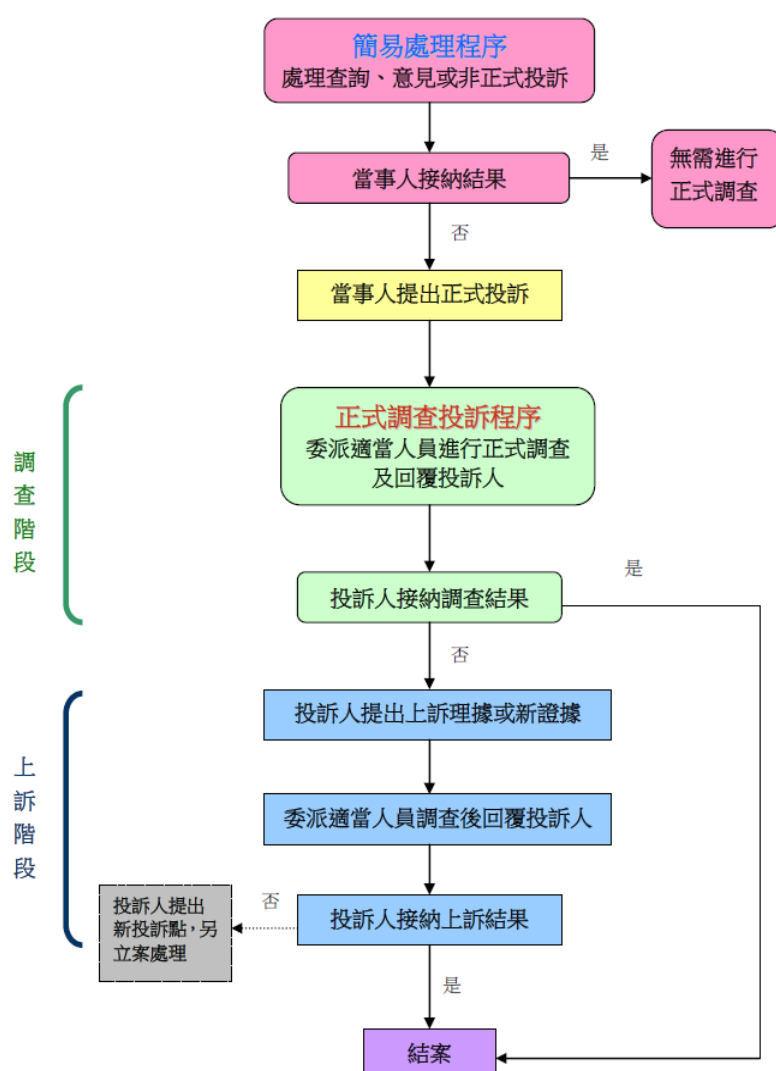 簡易處理程序
處理查詢、意見或非正式投訴
是
當事人接納結果
無需進行
正式調查
否
當事人提出正式投訴
調查階段
正式調查投訴程序
委派適當人員進行正式調查
及回覆投訴人
是
投訴人接納調查結果
否
上訴階段
投訴人提出上訴理據或新證據
委派適當人員調查後回覆投訴人
投訴人提出
新投訴點，另
立案處理
否
投訴人接納上訴結果
是
結案